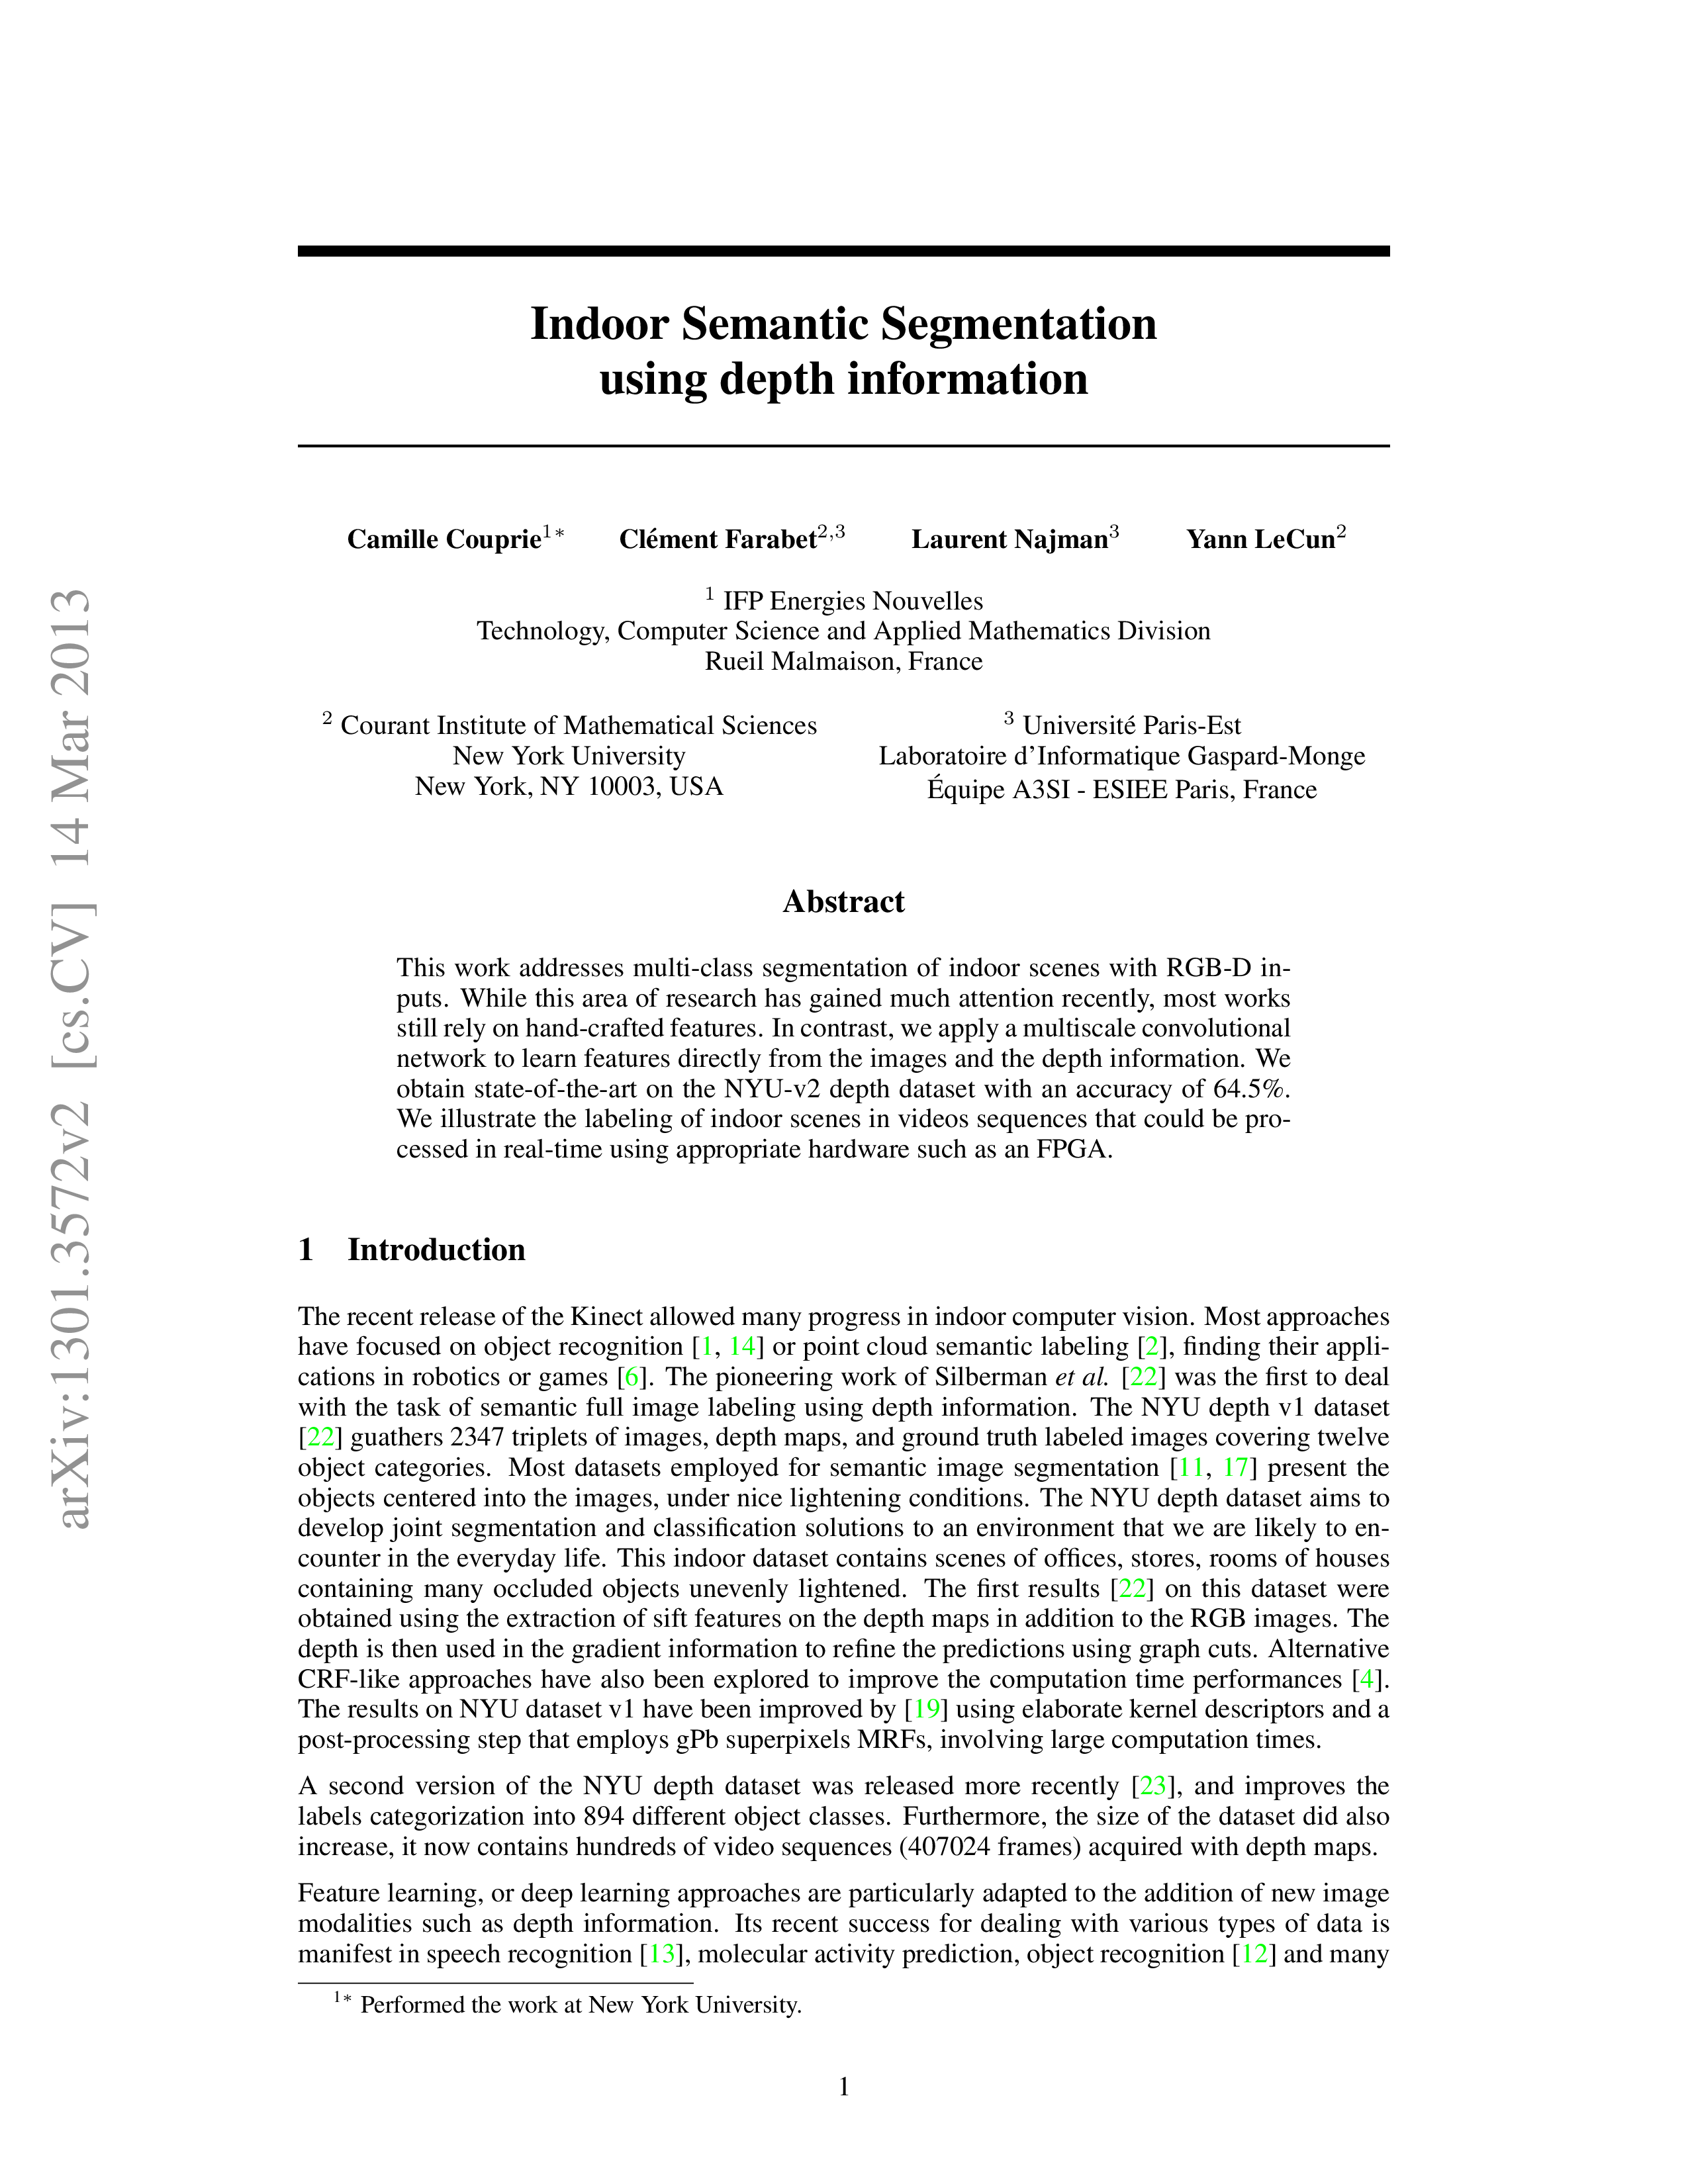 Indoor Semantic Segmentation
using depth information
Camille Couprie1* Clément Farabet2,3 Laurent Najman3 Yann LeCun2
1 IFP Energies Nouvelles
Technology, Computer Science and Applied Mathematics Division
Rueil Malmaison, France
2 Courant Institute of Mathematical Sciences
New York University
New York, NY 10003, USA
3 Université Paris-Est
Laboratoire d'Informatique Gaspard-Monge
Équipe A3SI - ESIEE Paris, France
Abstract
This work addresses multi-class segmentation of indoor scenes with RGB-D in-
puts. While this area of research has gained much attention recently, most works
still rely on hand-crafted features. In contrast, we apply a multiscale convolutional
network to learn features directly from the images and the depth information. We
obtain state-of-the-art on the NYU-v2 depth dataset with an accuracy of 64.5%.
We illustrate the labeling of indoor scenes in videos sequences that could be pro-
cessed in real-time using appropriate hardware such as an FPGA.
1 Introduction
The recent release of the Kinect allowed many progress in indoor computer vision. Most approaches
have focused on object recognition [1, 14] or point cloud semantic labeling [2], finding their appli-
cations in robotics or games [6]. The pioneering work of Silberman et al. [22] was the first to deal
with the task of semantic full image labeling using depth information. The NYU depth v1 dataset
[22] guathers 2347 triplets of images, depth maps, and ground truth labeled images covering twelve
object categories. Most datasets employed for semantic image segmentation [11, 17] present the
objects centered into the images, under nice lightening conditions. The NYU depth dataset aims to
develop joint segmentation and classification solutions to an environment that we are likely to en-
counter in the everyday life. This indoor dataset contains scenes of offices, stores, rooms of houses
containing many occluded objects unevenly lightened. The first results [22] on this dataset were
obtained using the extraction of sift features on the depth maps in addition to the RGB images. The
depth is then used in the gradient information to refine the predictions using graph cuts. Alternative
CRF-like approaches have also been explored to improve the computation time performances [4].
The results on NYU dataset v1 have been improved by [19] using elaborate kernel descriptors and a
post-processing step that employs gPb superpixels MRFs, involving large computation times.
A second version of the NYU depth dataset was released more recently [23], and improves the
labels categorization into 894 different object classes. Furthermore, the size of the dataset did also
increase, it now contains hundreds of video sequences (407024 frames) acquired with depth maps.
Feature learning, or deep learning approaches are particularly adapted to the addition of new image
modalities such as depth information. Its recent success for dealing with various types of data is
manifest in speech recognition [13], molecular activity prediction, object recognition [12] and many
1* Performed the work at New York University.
1
arXiv:1301.3572v2 [cs.CV] 14 Mar 2013